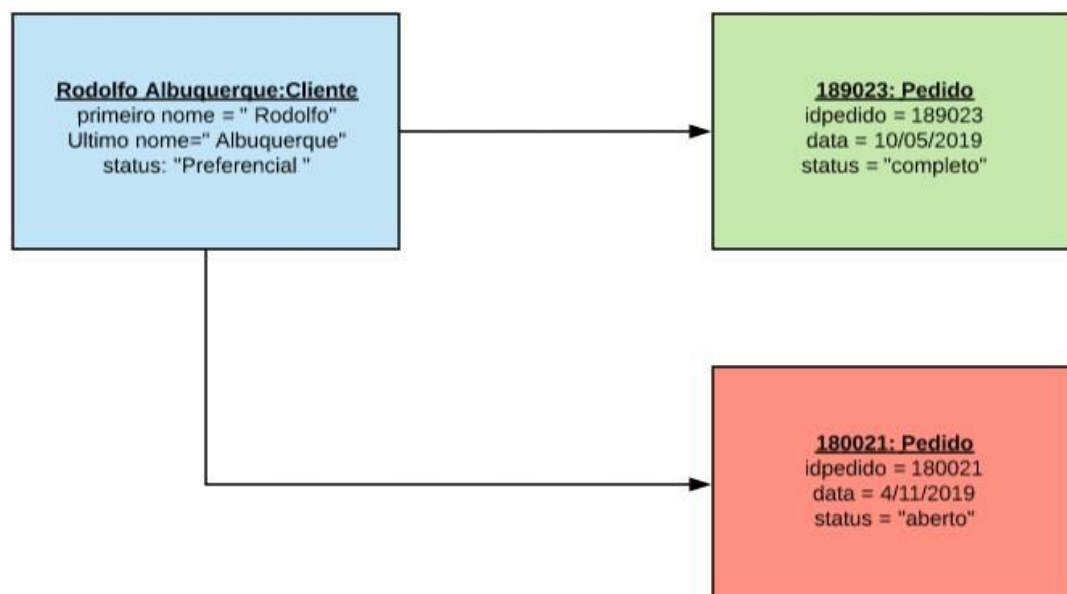 Rodolfo Albuquerque:Cliente
primeiro nome = " Rodolfo"
Ultimo nome=" Albuquerque"
status: "Preferencial "
189023: Pedido
idpedido = 189023
data = 10/05/2019
status = "completo"
180021: Pedido
idpedido = 180021
data = 4/11/2019
status = "aberto"